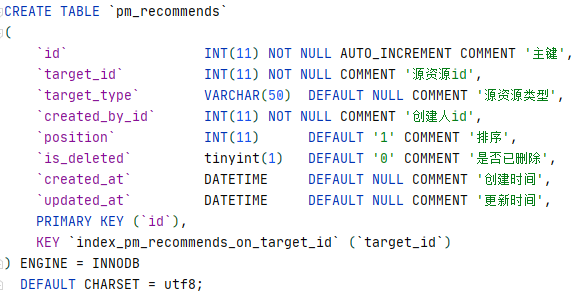 CREATE TABLE `pm_recommends`
(
`id` INT(11) NOT NULL AUTO_INCREMENT COMMENT '主键',
`target_id` INT(11) NOT NULL COMMENT '源资源id',
`target_type` VARCHAR(50) DEFAULT NULL COMMENT '源资源类型',
`created_by_id` INT(11) NOT NULL COMMENT '创建人id',
`position` INT(11) DEFAULT '1' COMMENT '排序',
`is_deleted` tinyint(1) DEFAULT '0' COMMENT '是否已删除',
`created_at` DATETIME DEFAULT NULL COMMENT '创建时间',
`updated_at` DATETIME DEFAULT NULL COMMENT '更新时间',
PRIMARY KEY (`id`),
KEY `index_pm_recommends_on_target_id` (`target_id`)
) ENGINE = INNODB
DEFAULT CHARSET = utf8;